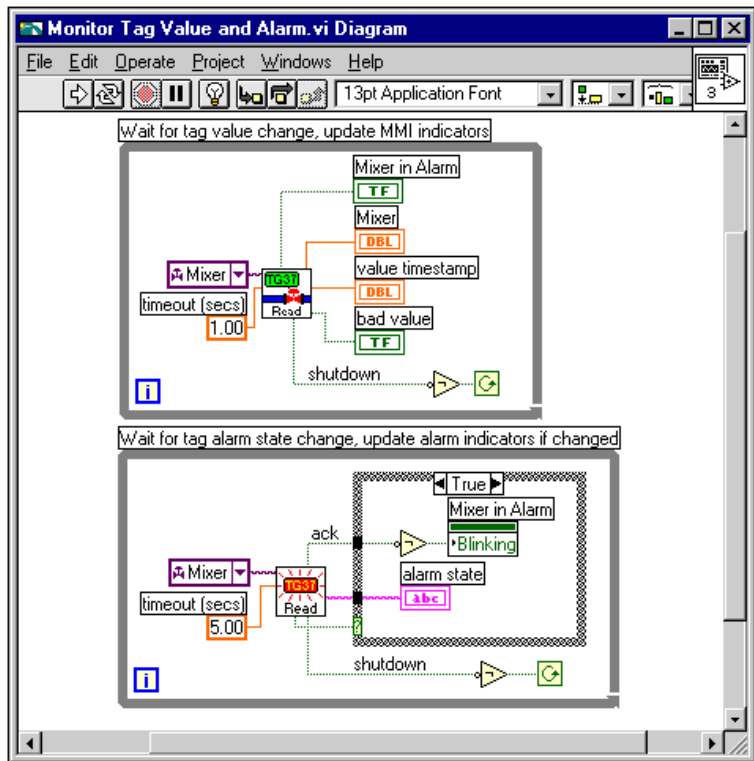 Monitor Tag Value and Alarm.vi Diagram
File Edit Operate Project Windows Help
13pt Application Font
3
Wait for tag value change, update MMI indicators
Mixer in Alarm
TF
Mixer
DBL
Mixer
TG37
Read
value timestamp
DBL
timeout (secs)
1.00
bad value
TF
shutdown
i
Wait for tag alarm state change, update alarm indicators if changed
True
Mixer in Alarm
ack
Blinking
Mixer
TG37
Read
alarm state
abc
timeout (secs)
5.00
?
shutdown
i